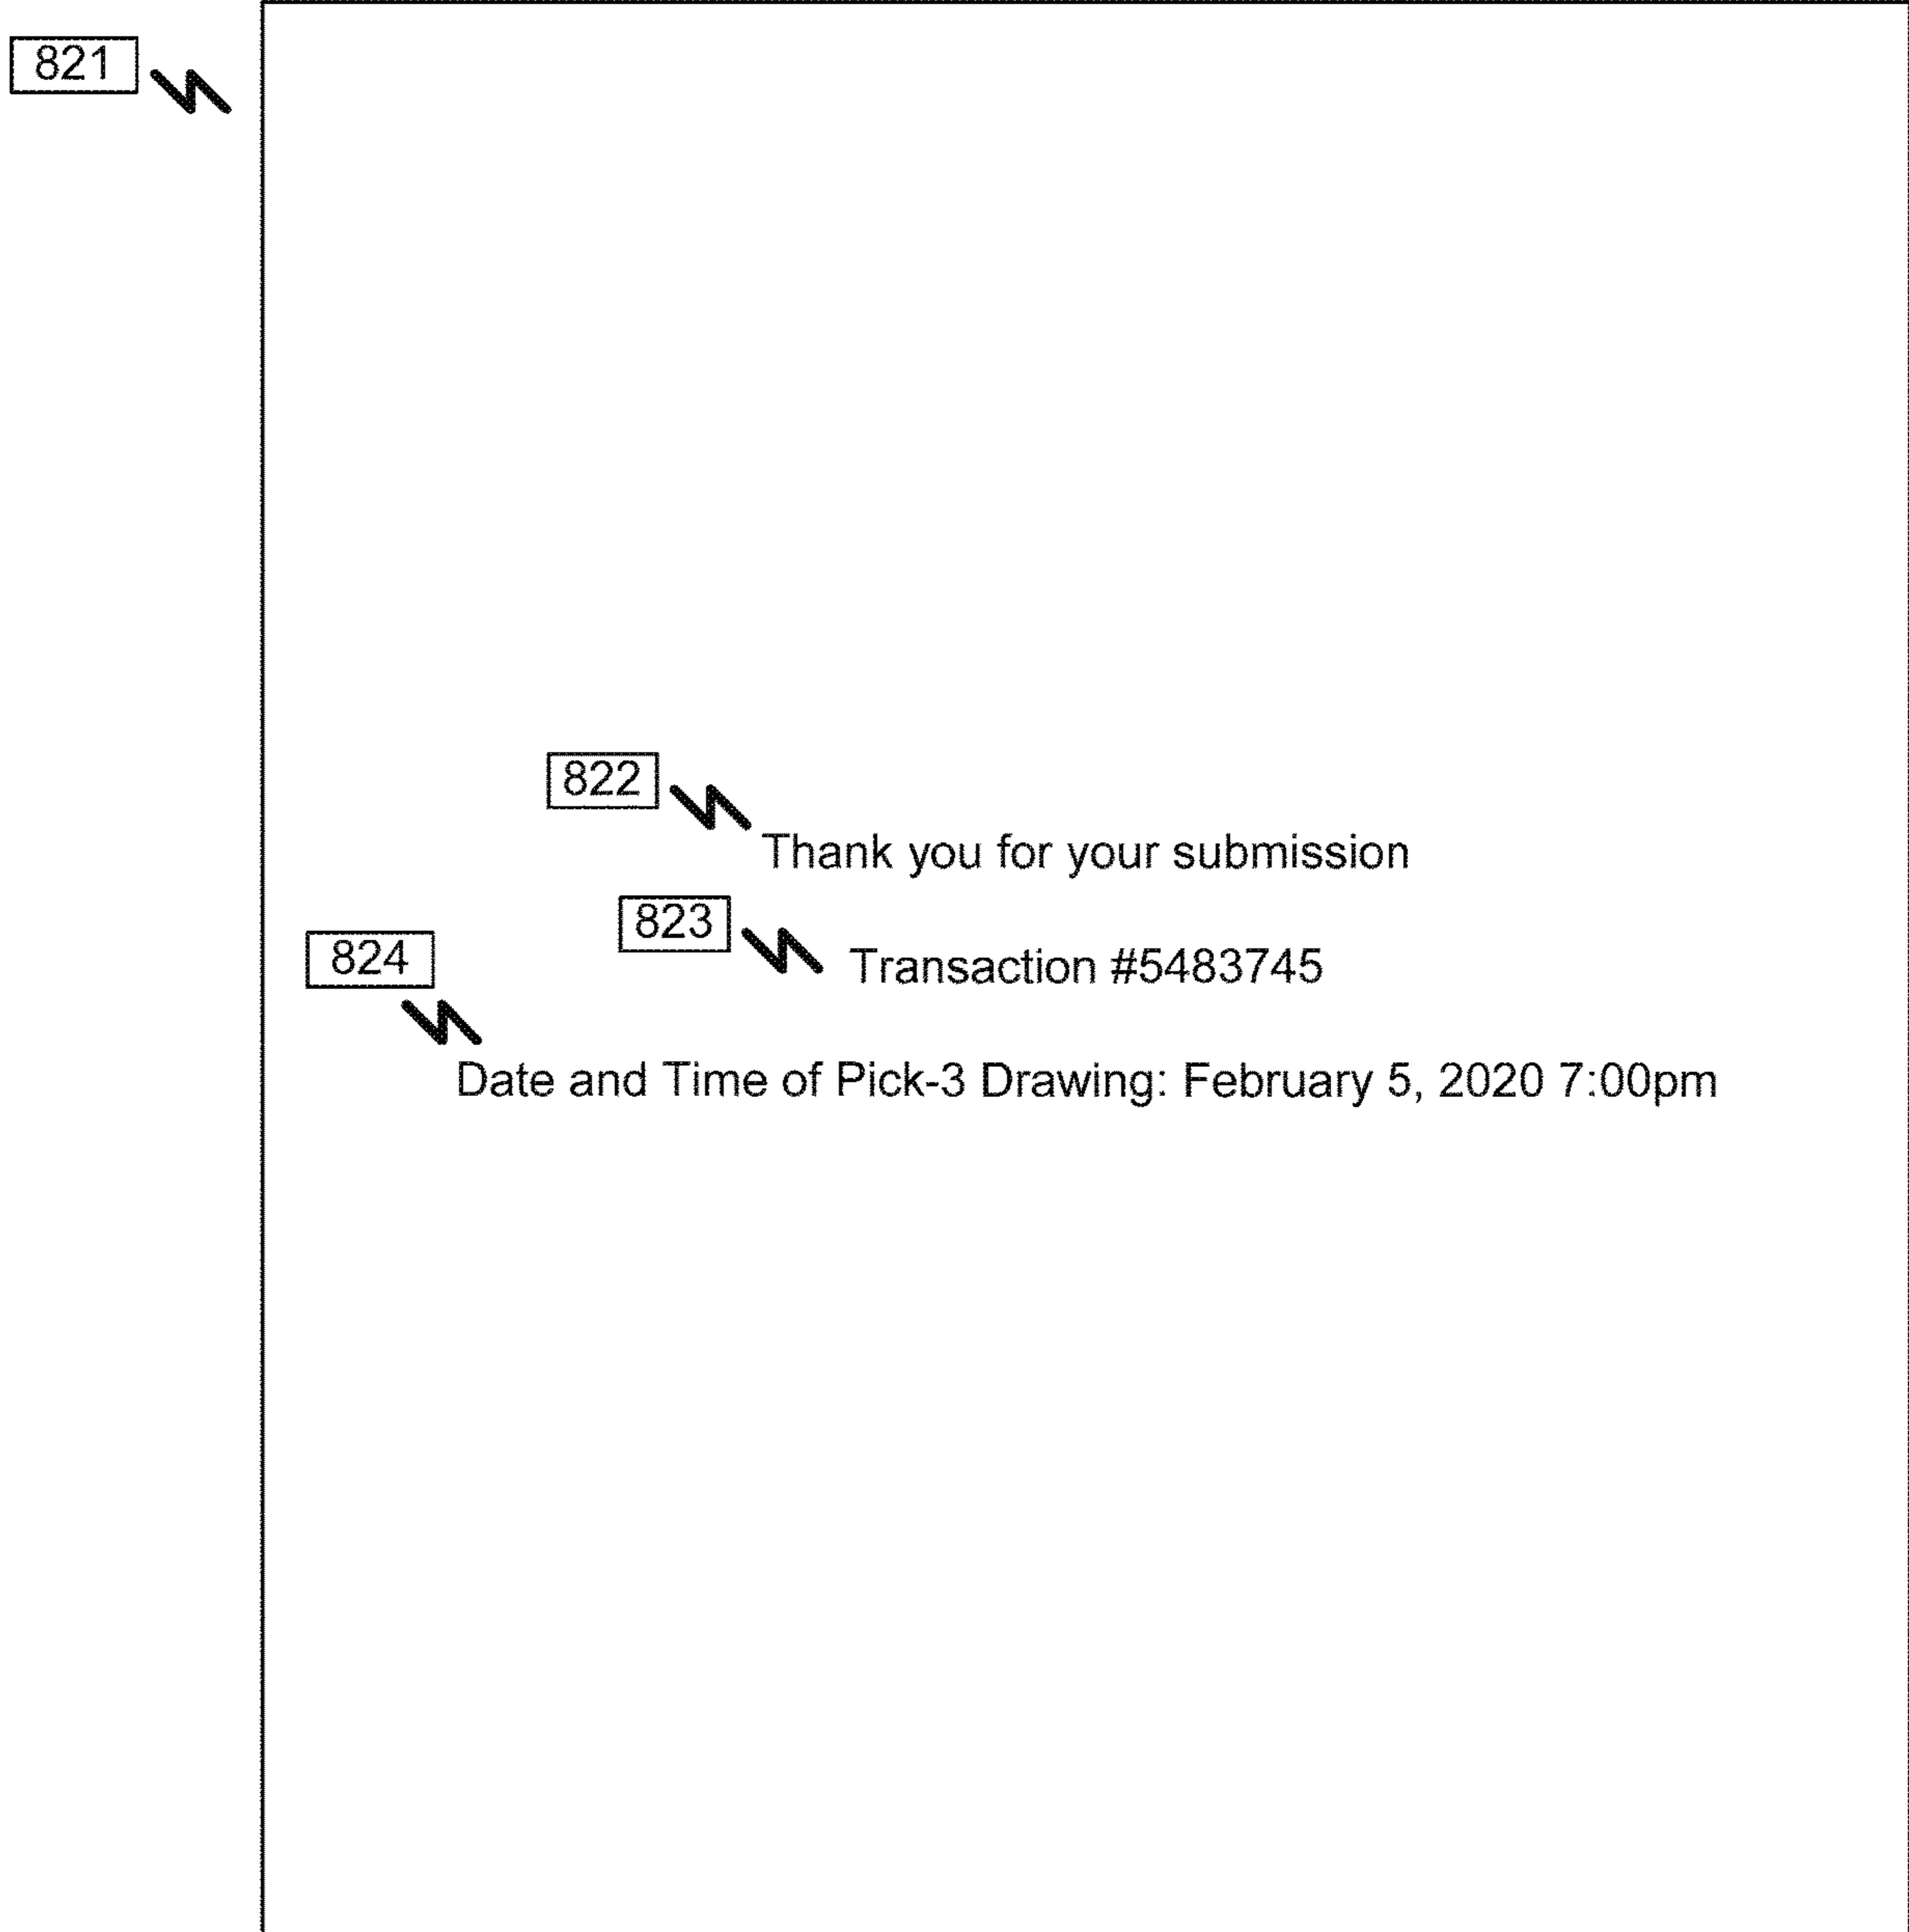 821
822
Thank you for your submission
823
824
Transaction #5483745
Date and Time of Pick-3 Drawing: February 5, 2020 7:00pm